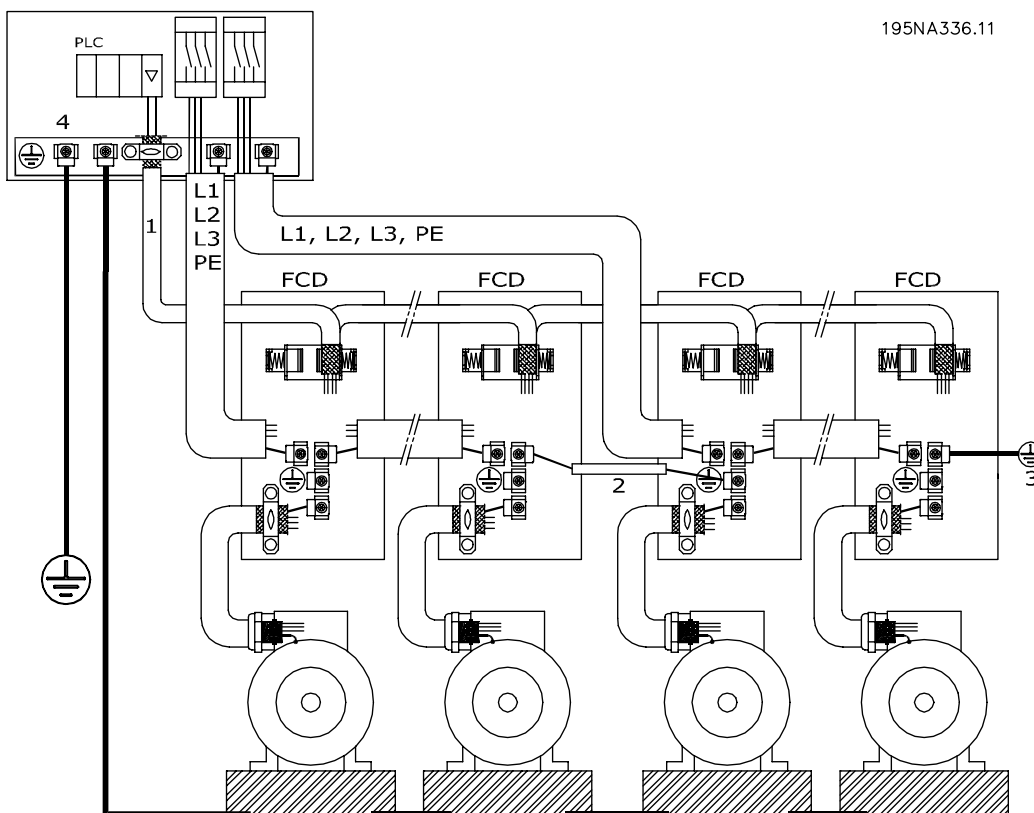 195NA336.11
PLC
4
1
L1
L2
L3
PE
L1, L2, L3, PE
FCD
FCD
FCD
FCD
2
3